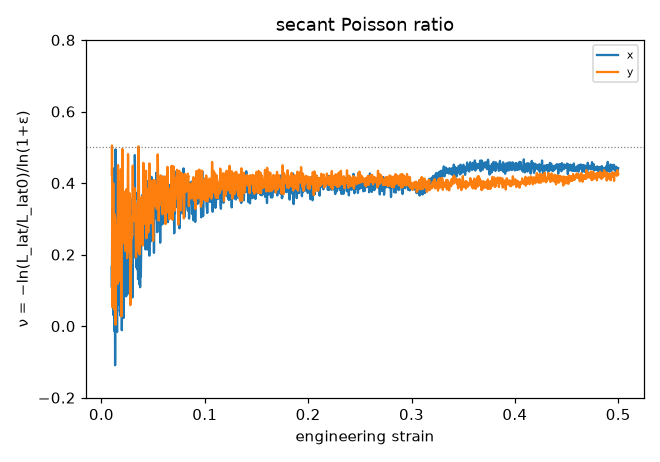 secant Poisson ratio
ν = −ln(L_lat/L_lat0)/ln(1+ε)
0.8
0.6
0.4
0.2
0.0
−0.2
x
y
0.0 0.1 0.2 0.3 0.4 0.5
engineering strain